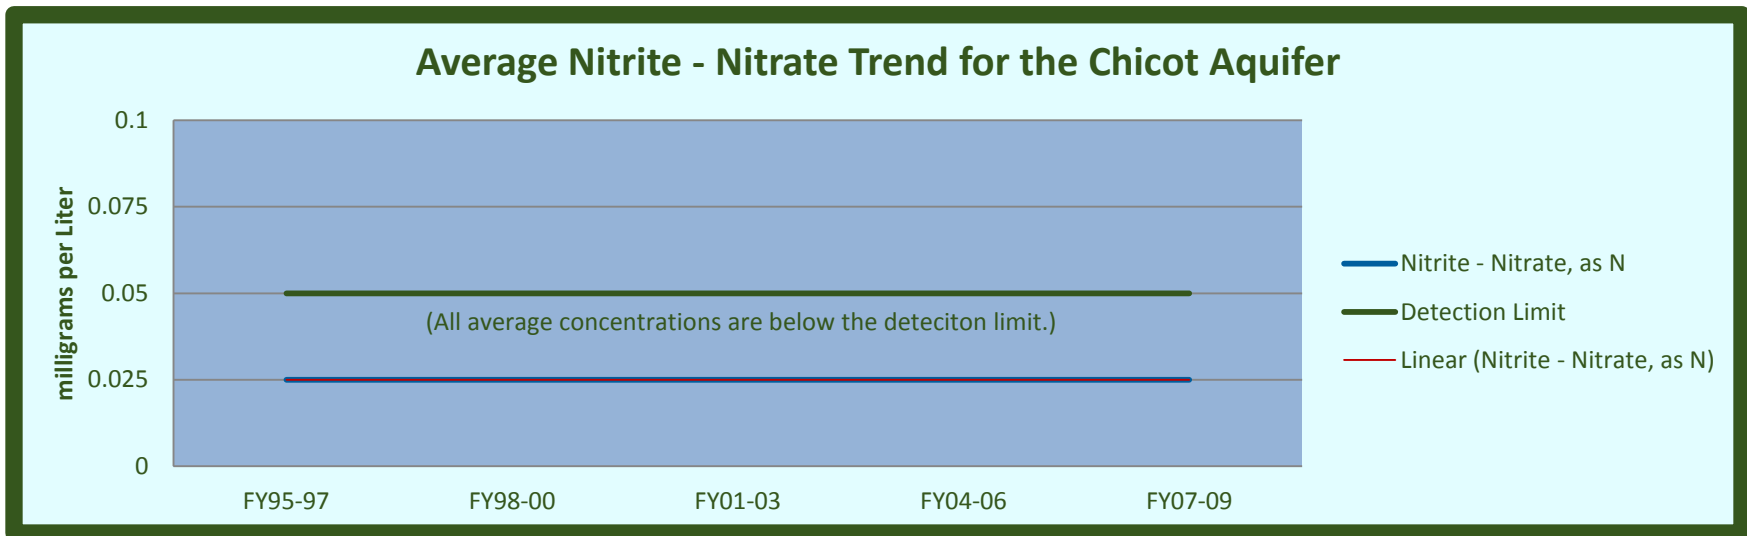 Average Nitrite - Nitrate Trend for the Chicot Aquifer
milligrams per Liter
0.1
0.075
0.05
0.025
0
(All average concentrations are below the deteciton limit.)
FY95-97 FY98-00 FY01-03 FY04-06 FY07-09
Nitrite - Nitrate, as N
Detection Limit
Linear (Nitrite - Nitrate, as N)